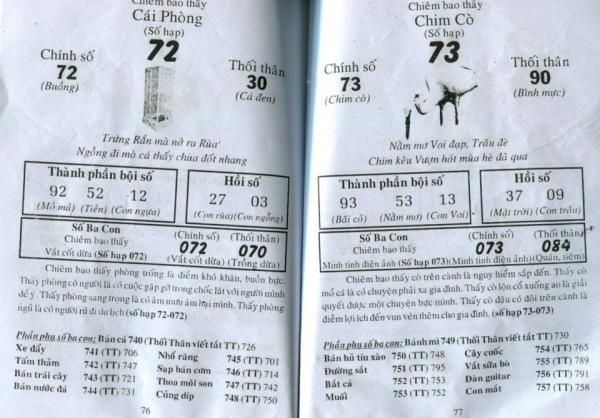 Chiêm bao thấy
Cái Phòng
(Số hạp)
72
Chính số
72
(Buồng)
Thối thân
30
(Cá đen)
Trứng Rắn mà nở ra Rùa
Ngỗng đi mò cá thấy chùa đốt nhang
Thành phần bội số
92 52 12
(Mỏ mả) (Tiền) (Con ngựa)
Hồi số
27 03
(Con rùa) (Con ngỗng)
Số Ba Con
Chiêm bao thấy
Vắt cốt dừa (Số hạp 072)
(Chính số) (Thối thân)
072 070
(Vắt cốt dừa) (Trồng dừa)
Chiêm bao thấy phòng trống là điềm khó khăn, buồn bực.
Thấy phòng có người là có cuộc gặp gỡ trong chốc lát với người mình
để ý. Thấy phòng sang trọng là có âm mưu ám hại mình. Thấy phòng
ngủ là có người rủ đi du lịch (số hạp 72-072)
Phần phụ số ba con: Bán cá 740 (Thối Thân viết tắt TT) 726
Xe đẩy 741 (TT) 706 Nhổ răng 745 (TT) 701
Tấm thảm 742 (TT) 747 Sạp bán cơm 746 (TT) 714
Bán trái cây 743 (TT) 721 Thoa môi son 747 (TT) 742
Bán nước đá 744 (TT) 731 Cúng díp 748 (TT) 750
76
Chiêm bao thấy
Chim Cò
(Số hạp)
73
Chính số
73
(Chim cò)
Thối thân
90
(Bình mực)
Nằm mơ Voi đạp, Trâu đè
Chim kêu Vượn hót mùa hè đã qua
Thành phần bội số
93 53 13
(Bãi cỏ) (Nằm mơ) (Con Voi)
Hồi số
37 09
(Mặt trời) (Con trâu)
Số Ba Con
Chiêm bao thấy
Minh tinh điện ảnh (Số hạp 073)
(Chính số) (Thối thân)
073 084
(Minh tinh điện ảnh) (Quán, tiệm)
Chiêm bao thấy cò trên cành là nguy hiểm sắp đến. Thấy cò
mổ cá là có chuyện phải xa gia đình. Thấy cò lộn cổ xuống ao là giải
quyết được một chuyện bực mình. Thấy cò đậu có đôi trên cành là
điềm lợi ích đến vun vén thêm cho gia đình. (số hạp 73-073)
Phần phụ số ba con: Bánh mì 749 (Thối Thân viết tắt TT) 730
Bán hủ tíu xào 750 (TT) 748 Cây cuốc 754 (TT) 765
Đường sắt 751 (TT) 795 Vắt sữa bò 755 (TT) 789
Bắt cá 752 (TT) 753 Đàn guitar 756 (TT) 791
Muối 753 (TT) 752 Con mắt 757 (TT) 758
77